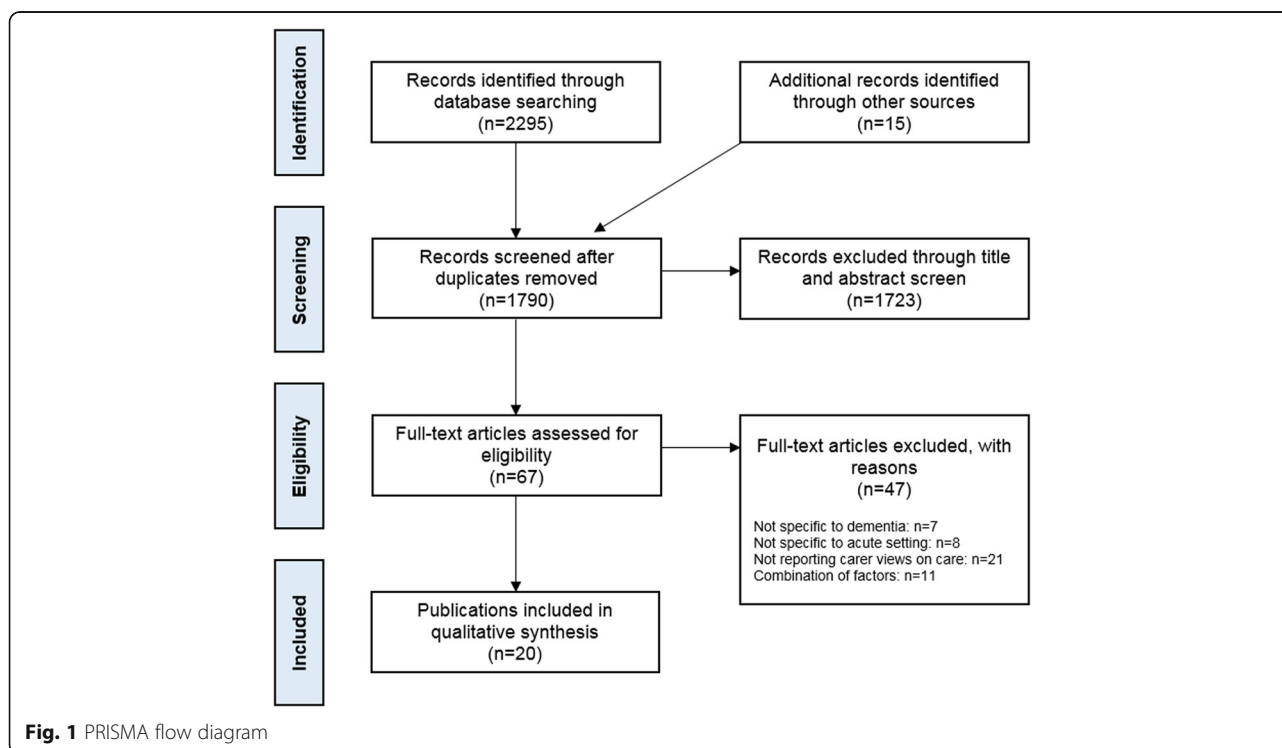 Identification
Records identified through
database searching
(n=2295)
Additional records identified
through other sources
(n=15)
Screening
Records screened after
duplicates removed
(n=1790)
Records excluded through title
and abstract screen
(n=1723)
Eligibility
Full-text articles assessed for
eligibility
(n=67)
Full-text articles excluded, with
reasons
(n=47)
Not specific to dementia: n=7
Not specific to acute setting: n=8
Not reporting carer views on care: n=21
Combination of factors: n=11
Included
Publications included in
qualitative synthesis
(n=20)
Fig. 1 PRISMA flow diagram